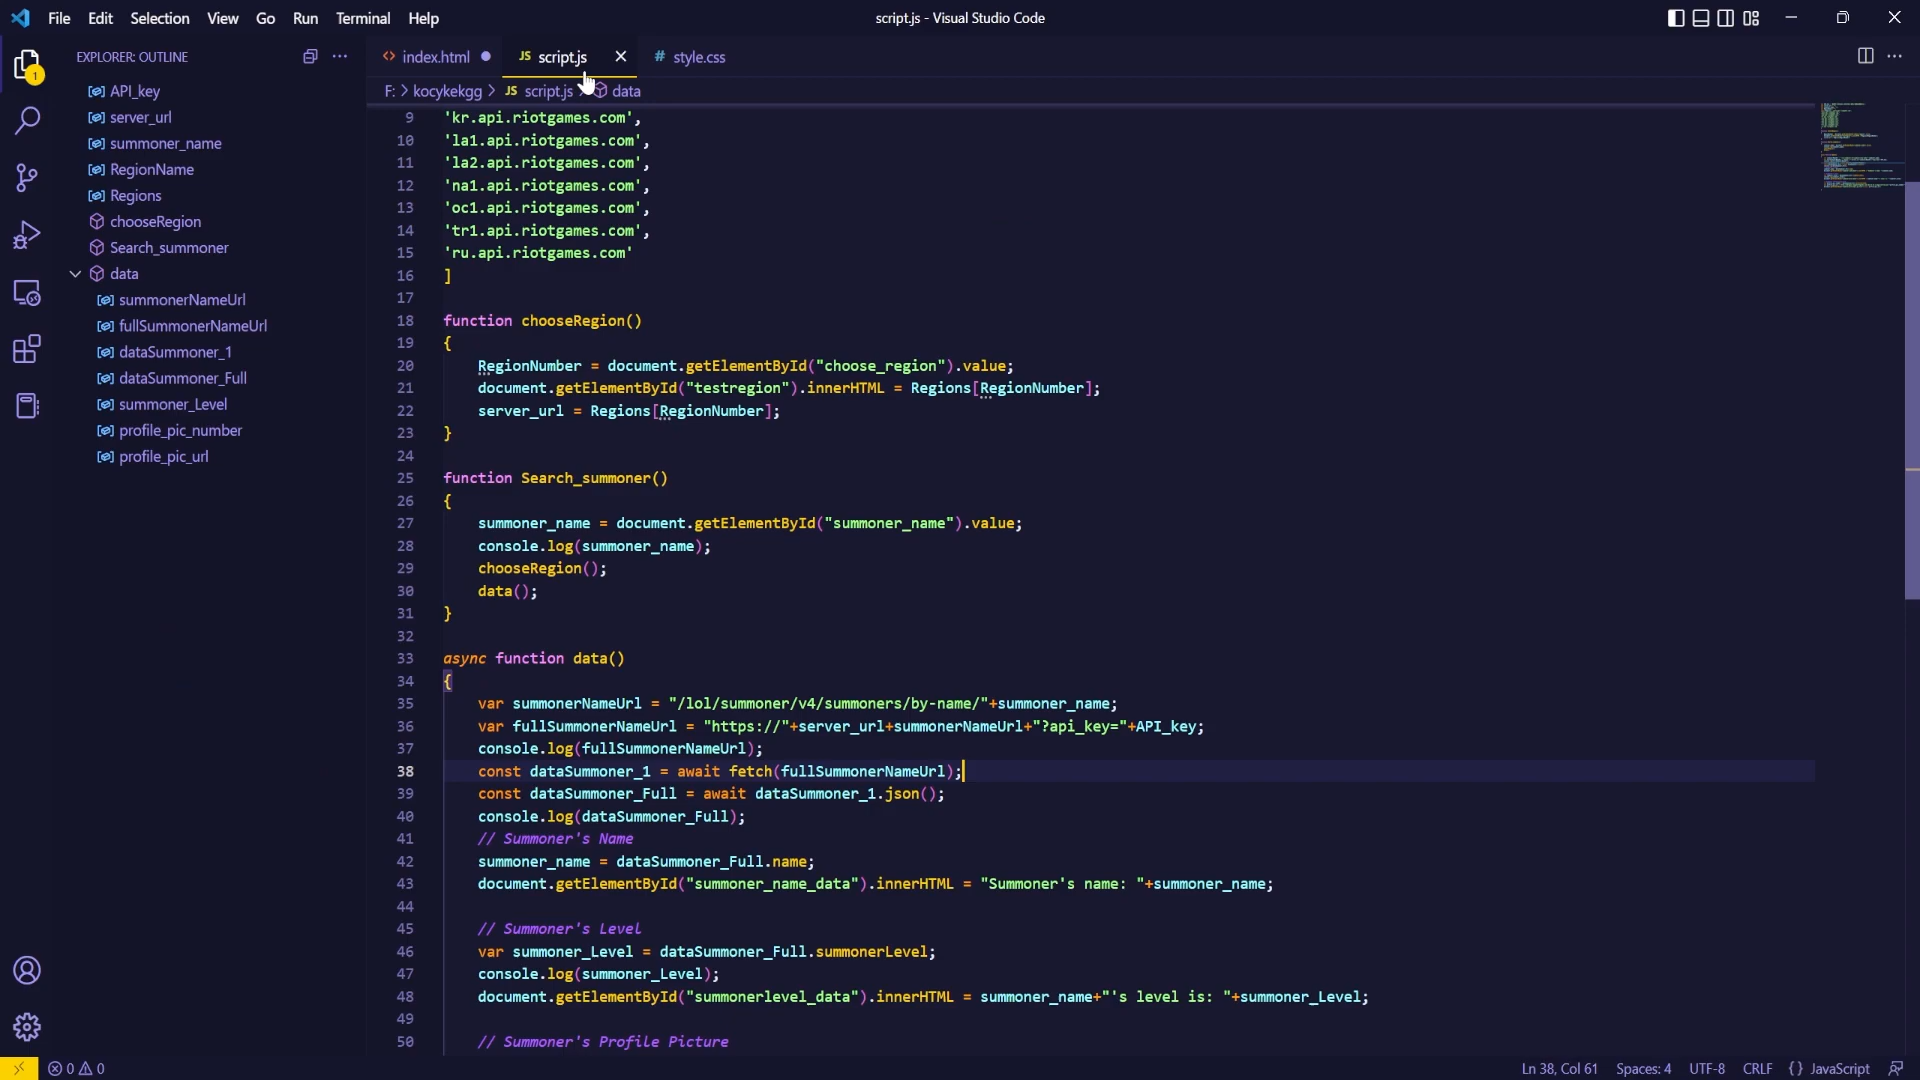 File Edit Selection View Go Run Terminal Help
script.js - Visual Studio Code
EXPLORER: OUTLINE
API_key
server_url
summoner_name
RegionName
Regions
chooseRegion
Search_summoner
data
summonerNameUrl
fullSummonerNameUrl
dataSummoner_1
dataSummoner_Full
summoner_Level
profile_pic_number
profile_pic_url
1
<> index.html
JS script.js
# style.css
F: > kocykekgg > JS script.js > data
9 'kr.api.riotgames.com',
10 'la1.api.riotgames.com',
11 'la2.api.riotgames.com',
12 'na1.api.riotgames.com',
13 'oc1.api.riotgames.com',
14 'tr1.api.riotgames.com',
15 'ru.api.riotgames.com'
16 ]
17
18 function chooseRegion()
19 {
20 RegionNumber = document.getElementById("choose_region").value;
21 document.getElementById("testregion").innerHTML = Regions[RegionNumber];
22 server_url = Regions[RegionNumber];
23 }
24
25 function Search_summoner()
26 {
27 summoner_name = document.getElementById("summoner_name").value;
28 console.log(summoner_name);
29 chooseRegion();
30 data();
31 }
32
33 async function data()
34 {
35 var summonerNameUrl = "/lol/summoner/v4/summoners/by-name/"+summoner_name;
36 var fullSummonerNameUrl = "https://"+server_url+summonerNameUrl+"?api_key="+API_key;
37 console.log(fullSummonerNameUrl);
38 const dataSummoner_1 = await fetch(fullSummonerNameUrl);
39 const dataSummoner_Full = await dataSummoner_1.json();
40 console.log(dataSummoner_Full);
41 // Summoner's Name
42 summoner_name = dataSummoner_Full.name;
43 document.getElementById("summoner_name_data").innerHTML = "Summoner's name: "+summoner_name;
44
45 // Summoner's Level
46 var summoner_Level = dataSummoner_Full.summonerLevel;
47 console.log(summoner_Level);
48 document.getElementById("summonerlevel_data").innerHTML = summoner_name+"'s level is: "+summoner_Level;
49
50 // Summoner's Profile Picture
0 0
Ln 38, Col 61 Spaces: 4 UTF-8 CRLF {} JavaScript